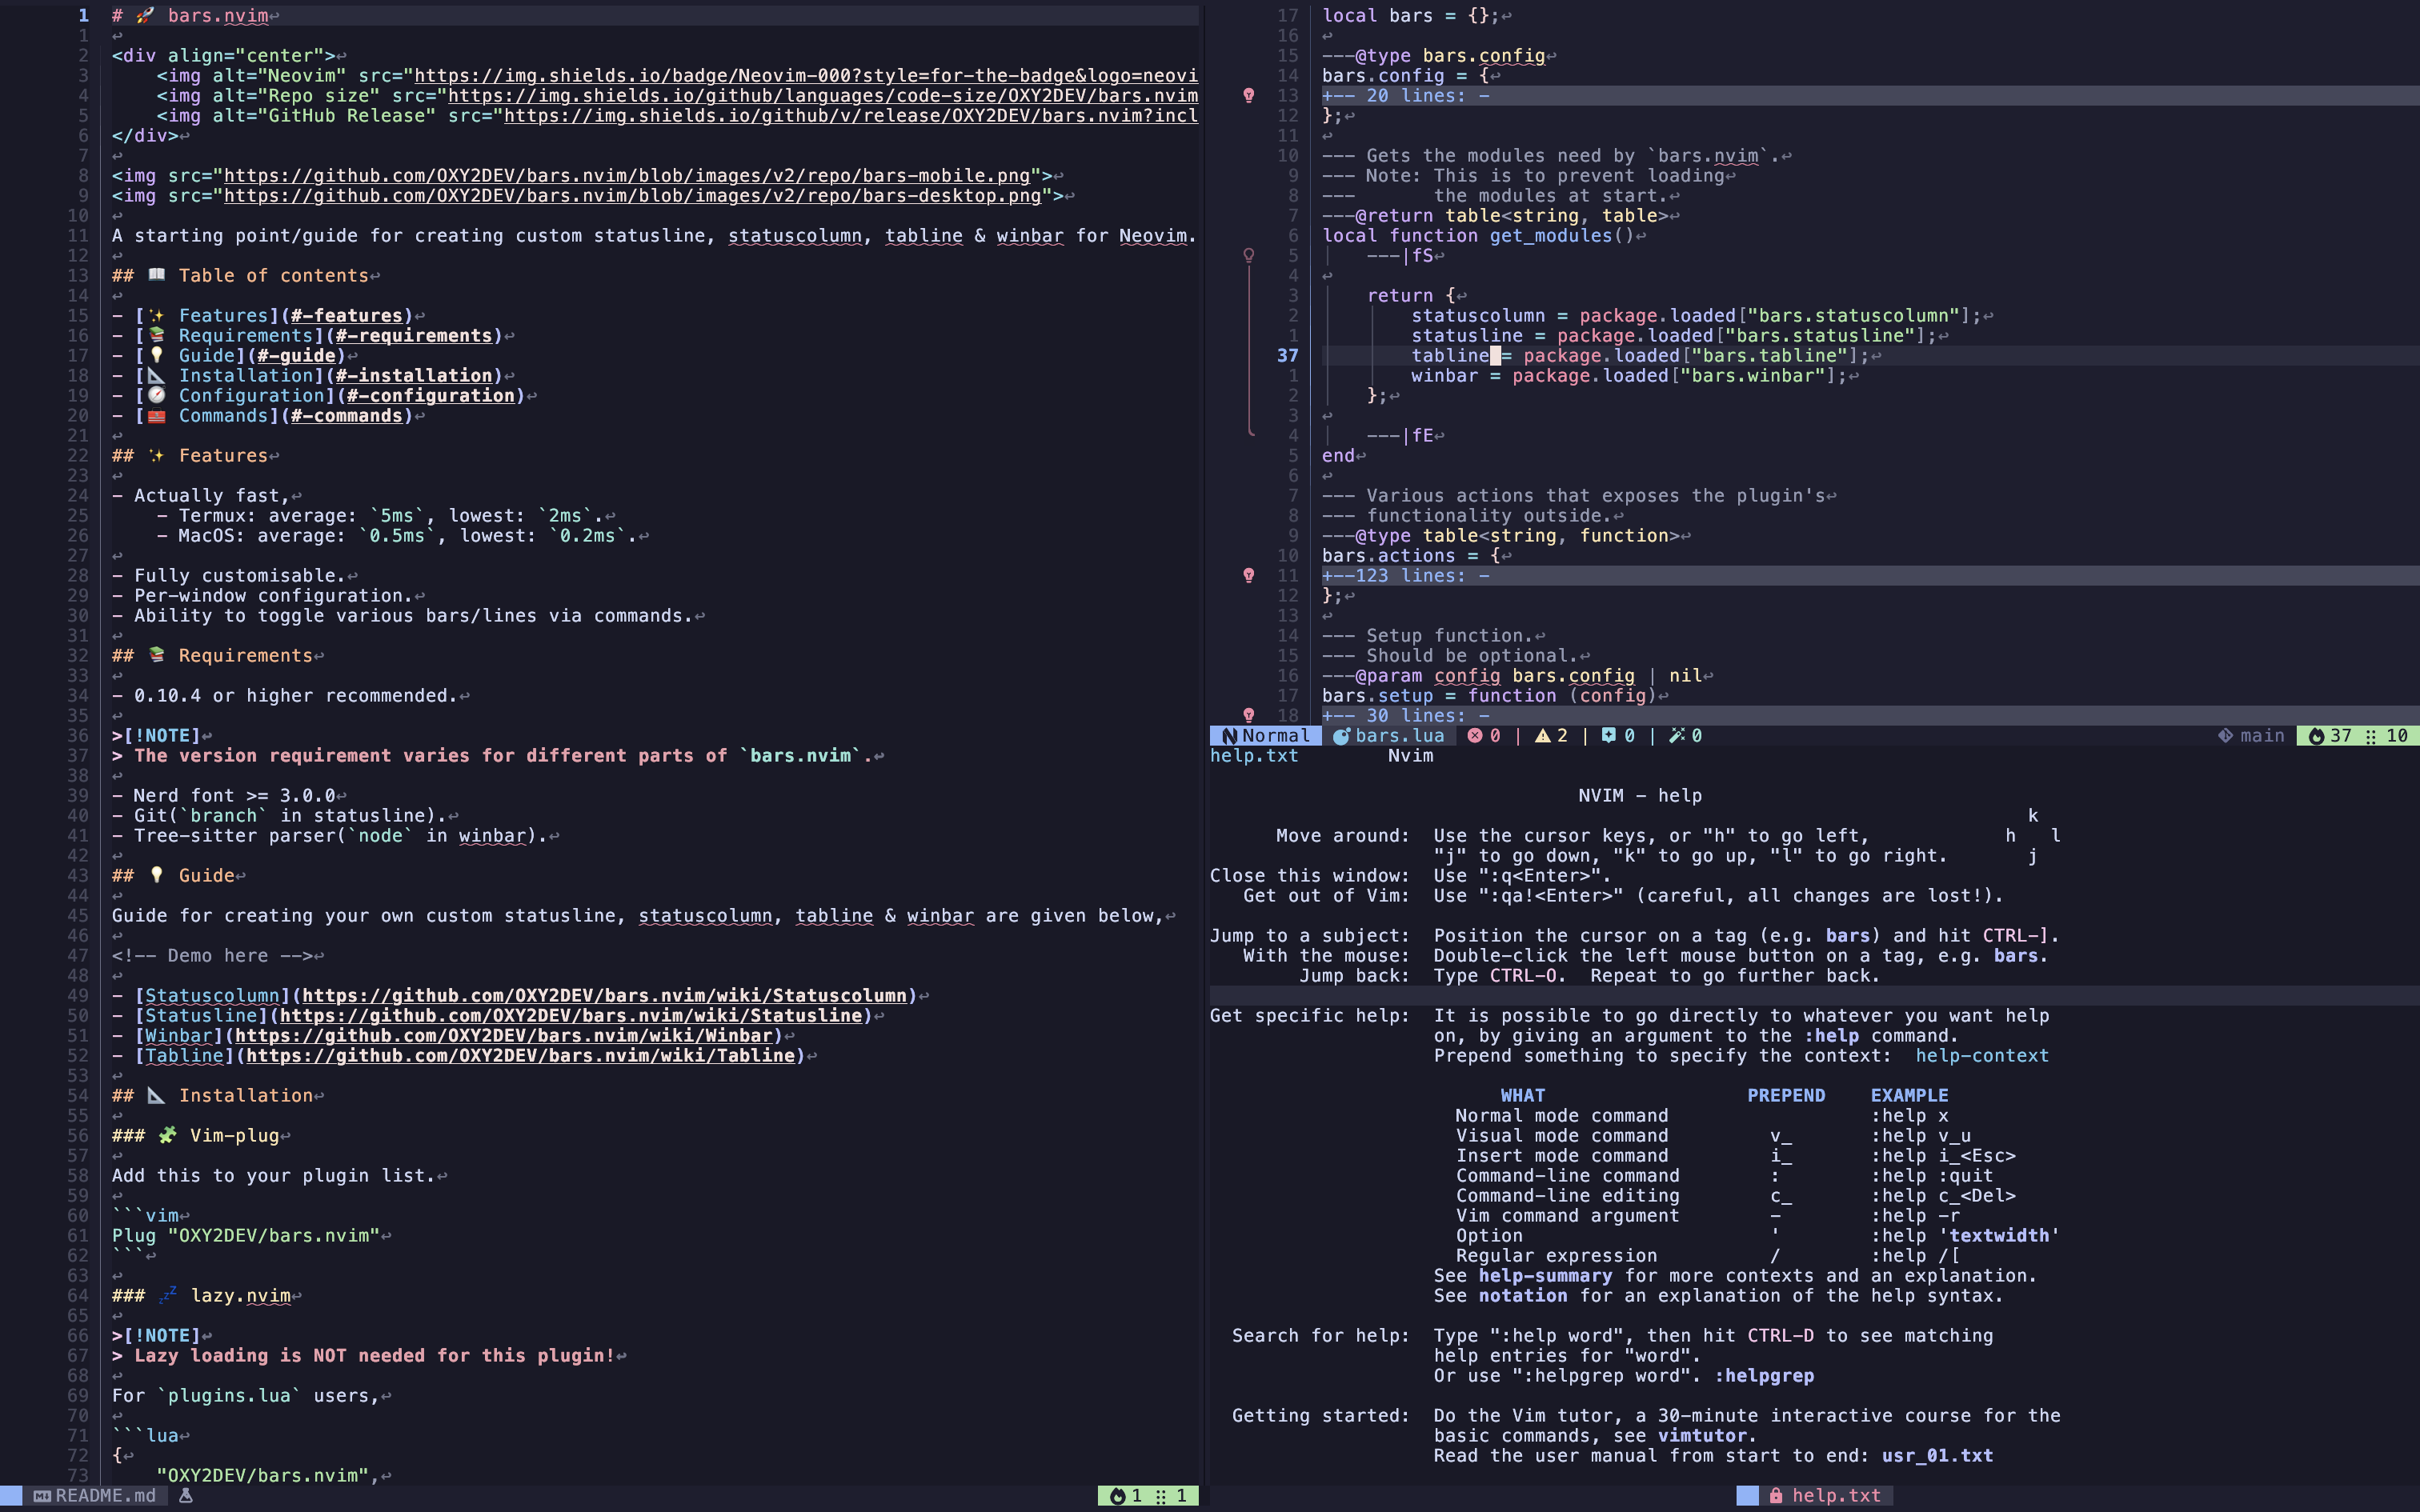 1 # 🚀 bars.nvim↩
1 ↩
2 <div align="center">↩
3     <img alt="Neovim" src="https://img.shields.io/badge/Neovim-000?style=for-the-badge&logo=neovi
4     <img alt="Repo size" src="https://img.shields.io/github/languages/code-size/OXY2DEV/bars.nvim
5     <img alt="GitHub Release" src="https://img.shields.io/github/v/release/OXY2DEV/bars.nvim?incl
6 </div>↩
7 ↩
8 <img src="https://github.com/OXY2DEV/bars.nvim/blob/images/v2/repo/bars-mobile.png">↩
9 <img src="https://github.com/OXY2DEV/bars.nvim/blob/images/v2/repo/bars-desktop.png">↩
10 ↩
11 A starting point/guide for creating custom statusline, statuscolumn, tabline & winbar for Neovim.
12 ↩
13 ## 📖 Table of contents↩
14 ↩
15 - [✨ Features](#-features)↩
16 - [📚 Requirements](#-requirements)↩
17 - [💡 Guide](#-guide)↩
18 - [📐 Installation](#-installation)↩
19 - [🧭 Configuration](#-configuration)↩
20 - [🧰 Commands](#-commands)↩
21 ↩
22 ## ✨ Features↩
23 ↩
24 - Actually fast,↩
25     - Termux: average: `5ms`, lowest: `2ms`.↩
26     - MacOS: average: `0.5ms`, lowest: `0.2ms`.↩
27 ↩
28 - Fully customisable.↩
29 - Per-window configuration.↩
30 - Ability to toggle various bars/lines via commands.↩
31 ↩
32 ## 📚 Requirements↩
33 ↩
34 - 0.10.4 or higher recommended.↩
35 ↩
36 >[!NOTE]↩
37 > The version requirement varies for different parts of `bars.nvim`.↩
38 ↩
39 - Nerd font >= 3.0.0↩
40 - Git(`branch` in statusline).↩
41 - Tree-sitter parser(`node` in winbar).↩
42 ↩
43 ## 💡 Guide↩
44 ↩
45 Guide for creating your own custom statusline, statuscolumn, tabline & winbar are given below,↩
46 ↩
47 <!-- Demo here -->↩
48 ↩
49 - [Statuscolumn](https://github.com/OXY2DEV/bars.nvim/wiki/Statuscolumn)↩
50 - [Statusline](https://github.com/OXY2DEV/bars.nvim/wiki/Statusline)↩
51 - [Winbar](https://github.com/OXY2DEV/bars.nvim/wiki/Winbar)↩
52 - [Tabline](https://github.com/OXY2DEV/bars.nvim/wiki/Tabline)↩
53 ↩
54 ## 📐 Installation↩
55 ↩
56 ### 🧩 Vim-plug↩
57 ↩
58 Add this to your plugin list.↩
59 ↩
60 ```vim↩
61 Plug "OXY2DEV/bars.nvim"↩
62 ```↩
63 ↩
64 ### 💤 lazy.nvim↩
65 ↩
66 >[!NOTE]↩
67 > Lazy loading is NOT needed for this plugin!↩
68 ↩
69 For `plugins.lua` users,↩
70 ↩
71 ```lua↩
72 {↩
73     "OXY2DEV/bars.nvim",↩
README.md 1 1
17 local bars = {};↩
16 ↩
15 ---@type bars.config↩
14 bars.config = {↩
13 +-- 20 lines: -
12 };↩
11 ↩
10 --- Gets the modules need by `bars.nvim`.↩
9 --- Note: This is to prevent loading↩
8 ---       the modules at start.↩
7 ---@return table<string, table>↩
6 local function get_modules()↩
5     ---|fS↩
4 ↩
3     return {↩
2         statuscolumn = package.loaded["bars.statuscolumn"];↩
1         statusline = package.loaded["bars.statusline"];↩
37         tabline = package.loaded["bars.tabline"];↩
1         winbar = package.loaded["bars.winbar"];↩
2     };↩
3 ↩
4     ---|fE↩
5 end↩
6 ↩
7 --- Various actions that exposes the plugin's↩
8 --- functionality outside.↩
9 ---@type table<string, function>↩
10 bars.actions = {↩
11 +--123 lines: -
12 };↩
13 ↩
14 --- Setup function.↩
15 --- Should be optional.↩
16 ---@param config bars.config | nil↩
17 bars.setup = function (config)↩
18 +-- 30 lines: -
Normal bars.lua 0 | 2 | 0 | 0 main 37 10
help.txt        Nvim
NVIM - help
k
Move around:  Use the cursor keys, or "h" to go left,            h   l
"j" to go down, "k" to go up, "l" to go right.       j
Close this window:  Use ":q<Enter>".
Get out of Vim:  Use ":qa!<Enter>" (careful, all changes are lost!).
Jump to a subject:  Position the cursor on a tag (e.g. bars) and hit CTRL-].
With the mouse:  Double-click the left mouse button on a tag, e.g. bars.
Jump back:  Type CTRL-O.  Repeat to go further back.
Get specific help:  It is possible to go directly to whatever you want help
on, by giving an argument to the :help command.
Prepend something to specify the context:  help-context
WHAT                  PREPEND    EXAMPLE
Normal mode command                  :help x
Visual mode command         v_       :help v_u
Insert mode command         i_       :help i_<Esc>
Command-line command        :        :help :quit
Command-line editing        c_       :help c_<Del>
Vim command argument        -        :help -r
Option                      '        :help 'textwidth'
Regular expression          /        :help /[
See help-summary for more contexts and an explanation.
See notation for an explanation of the help syntax.
Search for help:  Type ":help word", then hit CTRL-D to see matching
help entries for "word".
Or use ":helpgrep word". :helpgrep
Getting started:  Do the Vim tutor, a 30-minute interactive course for the
basic commands, see vimtutor.
Read the user manual from start to end: usr_01.txt
help.txt